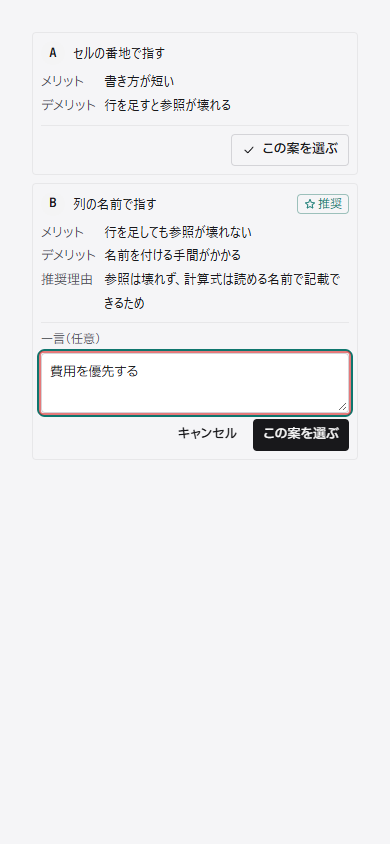 A セルの番地で指す
メリット 書き方が短い
デメリット 行を足すと参照が壊れる
この案を選ぶ
B 列の名前で指す 推奨
メリット 行を足しても参照が壊れない
デメリット 名前を付ける手間がかかる
推奨理由 参照は壊れず、計算式は読める名前で記載で
きるため
一言(任意)
費用を優先する
キャンセル この案を選ぶ